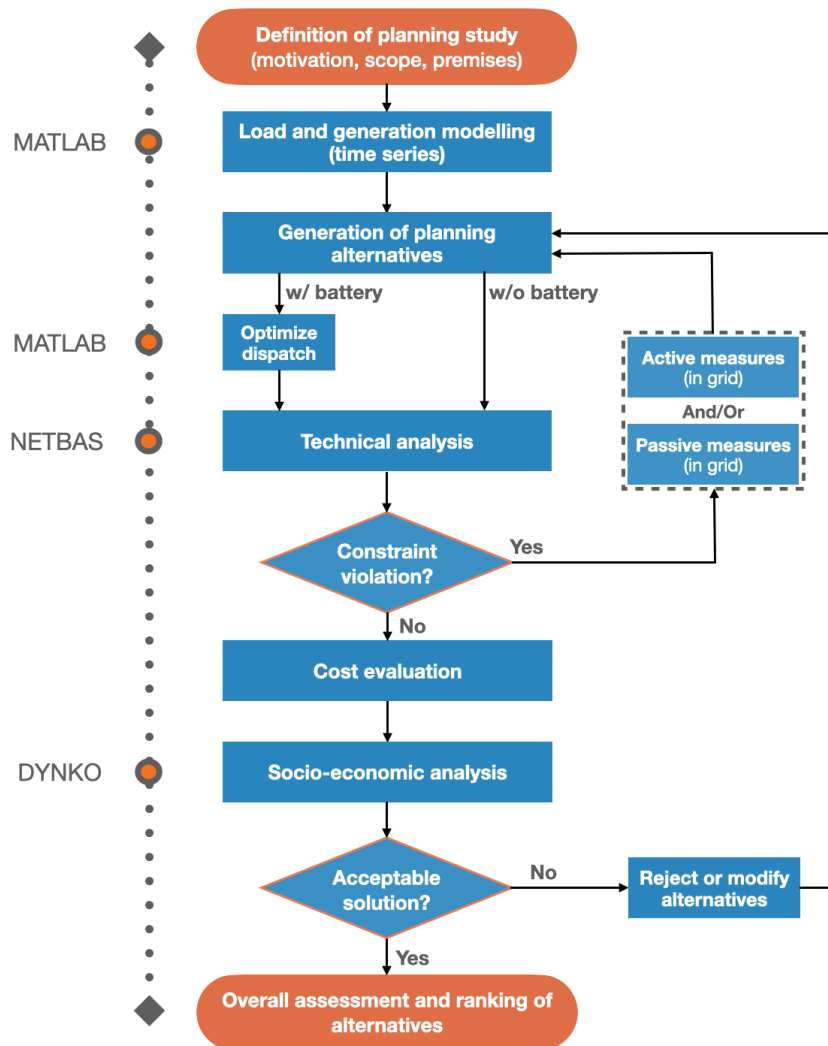 Definition of planning study
(motivation, scope, premises)
MATLAB
Load and generation modelling
(time series)
Generation of planning
alternatives
w/ battery
w/o battery
MATLAB
Optimize
dispatch
Active measures
(in grid)
And/Or
Passive measures
(in grid)
NETBAS
Technical analysis
Constraint
violation?
Yes
No
Cost evaluation
DYNKO
Socio-economic analysis
Acceptable
solution?
No
Reject or modify
alternatives
Yes
Overall assessment and ranking of
alternatives